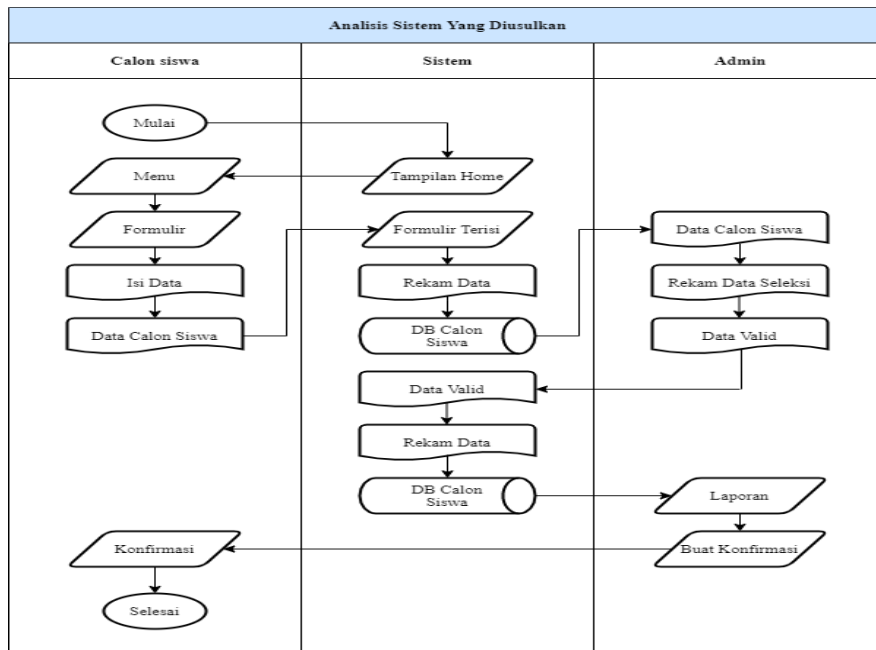 Analisis Sistem Yang Diusulkan
Calon siswa
Sistem
Admin
Mulai
Menu
Tampilan Home
Formulir
Formulir Terisi
Data Calon Siswa
Isi Data
Rekam Data
Rekam Data Seleksi
Data Calon Siswa
DB Calon
Siswa
Data Valid
Data Valid
Rekam Data
DB Calon
Siswa
Laporan
Konfirmasi
Buat Konfirmasi
Selesai